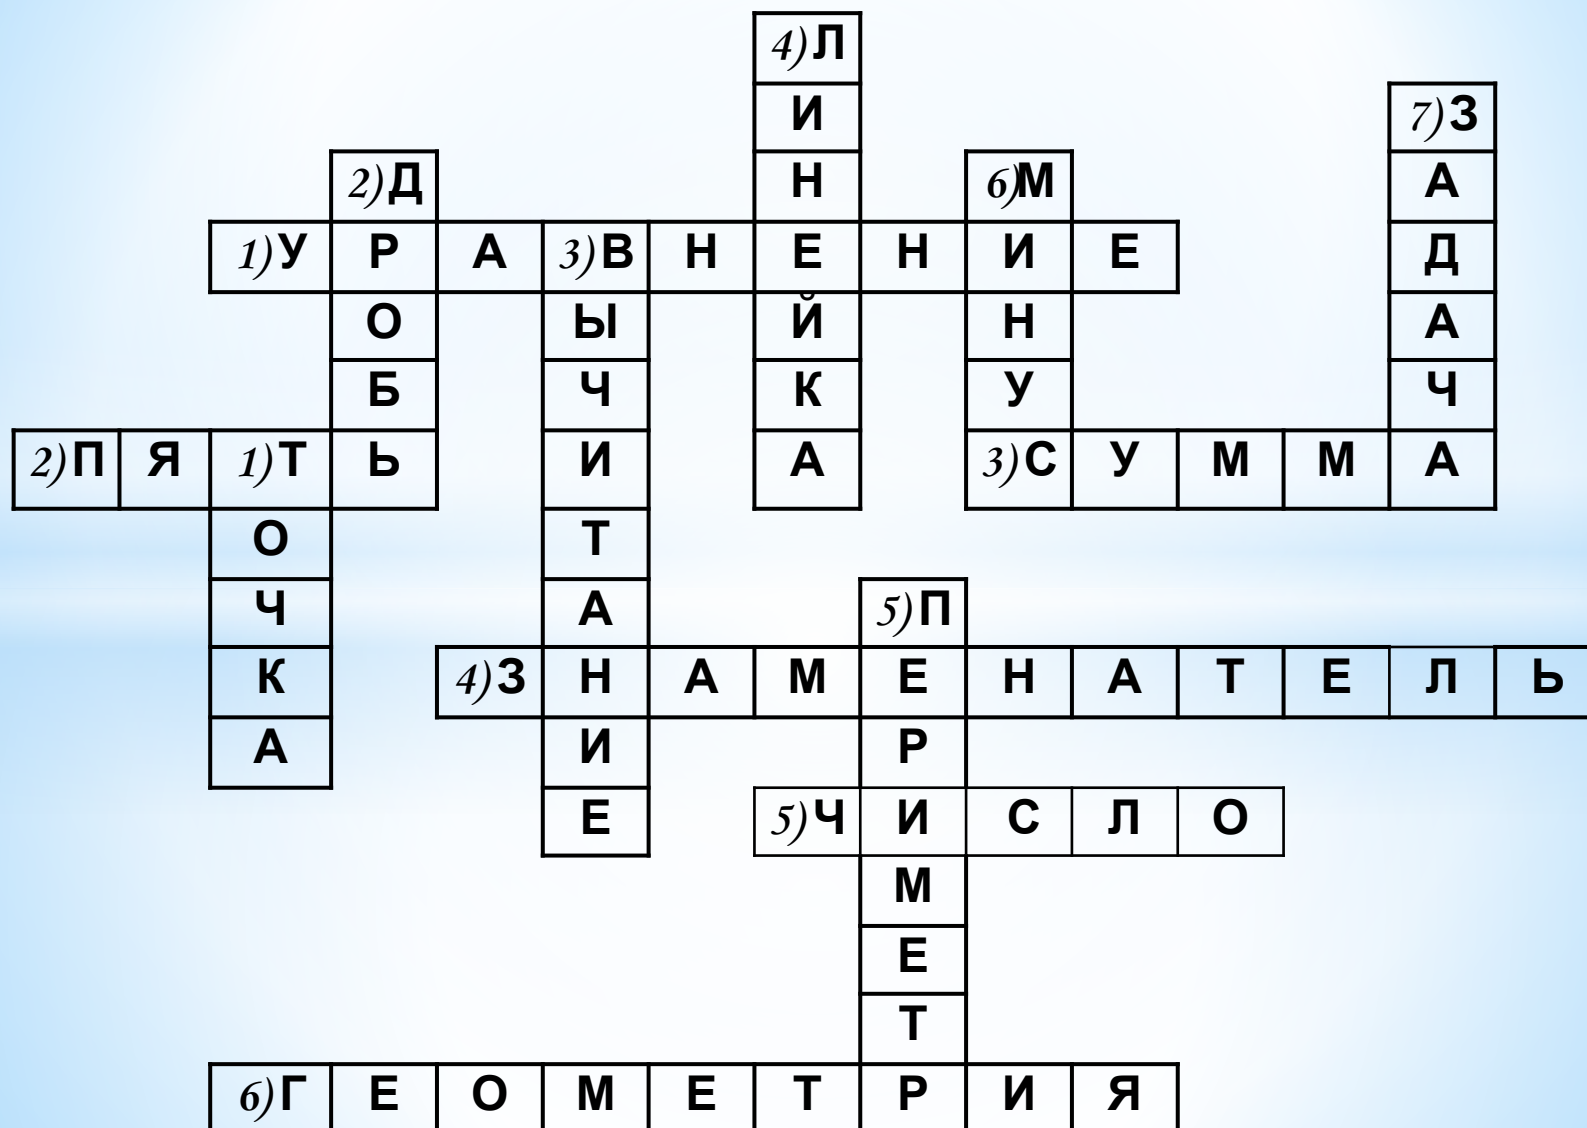 4)Л
И 7)З
2)Д Н 6)М А
1)У Р А 3)В Н Е Н И Е Д
О Ы Й Н А
Б Ч К У Ч
2)П Я 1)Т Ь И А 3)С У М М А
О Т
Ч А 5)П
К 4)З Н А М Е Н А Т Е Л Ь
А И Р
Е 5)Ч И С Л О
М
Е
Т
6)Г Е О М Е Т Р И Я